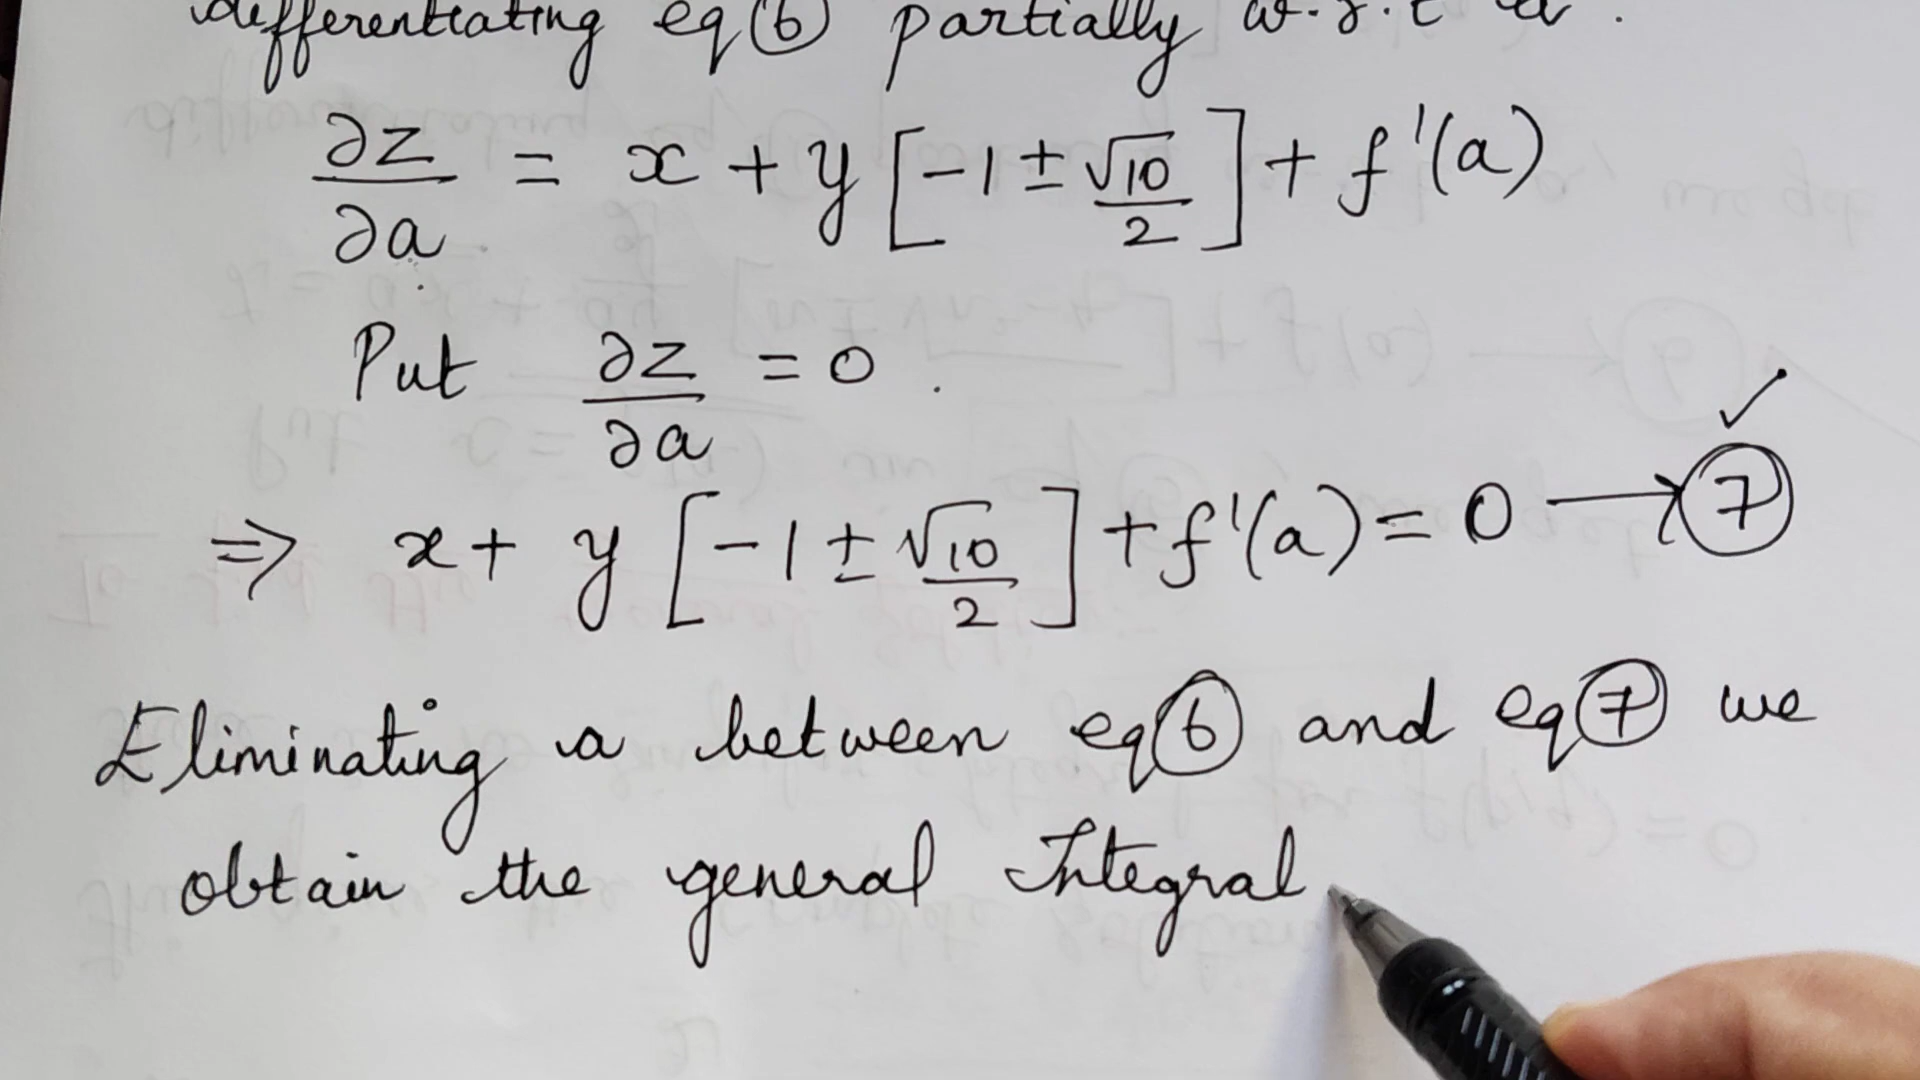 differentiating eq ⑥ partially w.r.t a.
∂z/∂a = x + y [-1 ± √10/2] + f'(a)
Put ∂z/∂a = 0.
⇒ x + y [-1 ± √10/2] + f'(a) = 0 → ⑦ ✓
Eliminating a between eq ⑥ and eq ⑦ we
obtain the general Integral